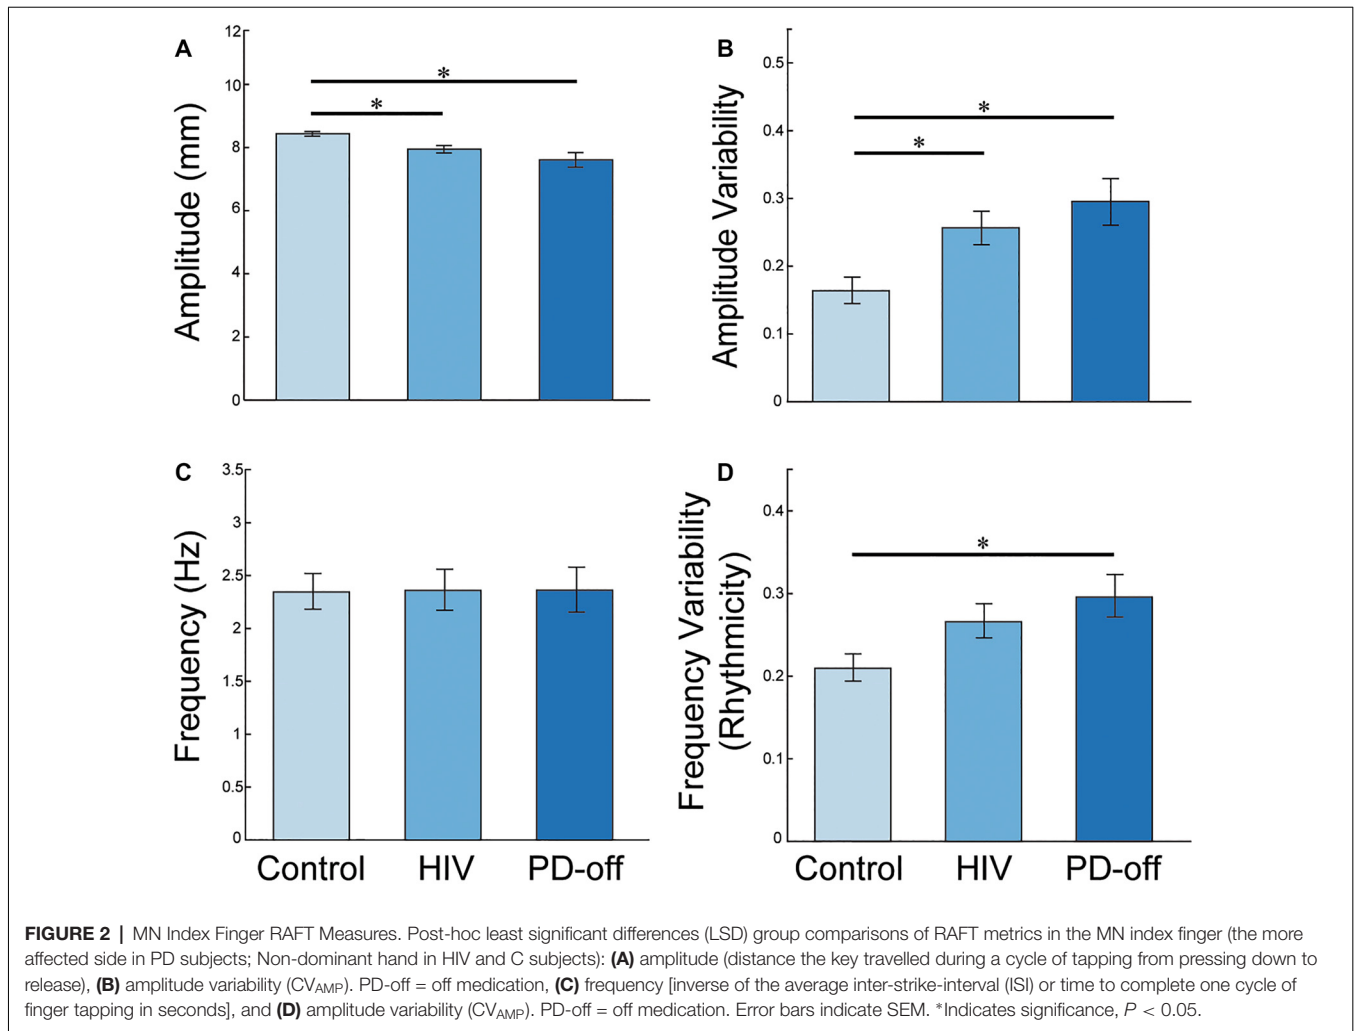 A
12
10
8
6
4
2
0
Amplitude (mm)
*
*
B
0.5
0.4
0.3
0.2
0.1
0
Amplitude Variability
*
*
C
3.5
3
2.5
2
1.5
1
0.5
0
Frequency (Hz)
Control HIV PD-off
D
0.4
0.3
0.2
0.1
0
Frequency Variability
(Rhythmicity)
*
Control HIV PD-off
FIGURE 2 | MN Index Finger RAFT Measures. Post-hoc least significant differences (LSD) group comparisons of RAFT metrics in the MN index finger (the more
affected side in PD subjects; Non-dominant hand in HIV and C subjects): (A) amplitude (distance the key travelled during a cycle of tapping from pressing down to
release), (B) amplitude variability (CVAMP). PD-off = off medication, (C) frequency [inverse of the average inter-strike-interval (ISI) or time to complete one cycle of
finger tapping in seconds], and (D) amplitude variability (CVAMP). PD-off = off medication. Error bars indicate SEM. *Indicates significance, P < 0.05.